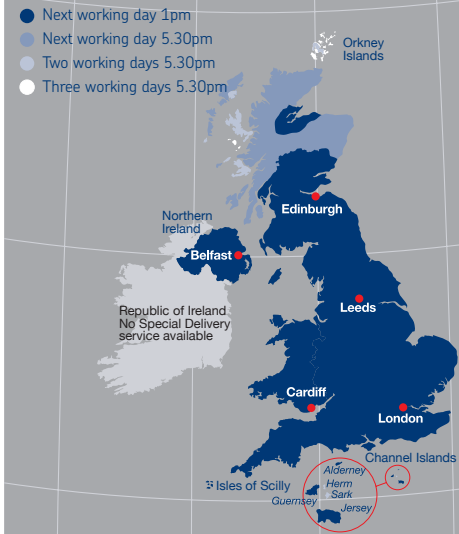 Next working day 1pm
Next working day 5.30pm
Two working days 5.30pm
Three working days 5.30pm
Orkney
Islands
Edinburgh
Northern
Ireland
Belfast
Leeds
Republic of Ireland
No Special Delivery
service available
Cardiff
London
Channel Islands
Alderney
Isles of Scilly
Herm
Sark
Guernsey
Jersey